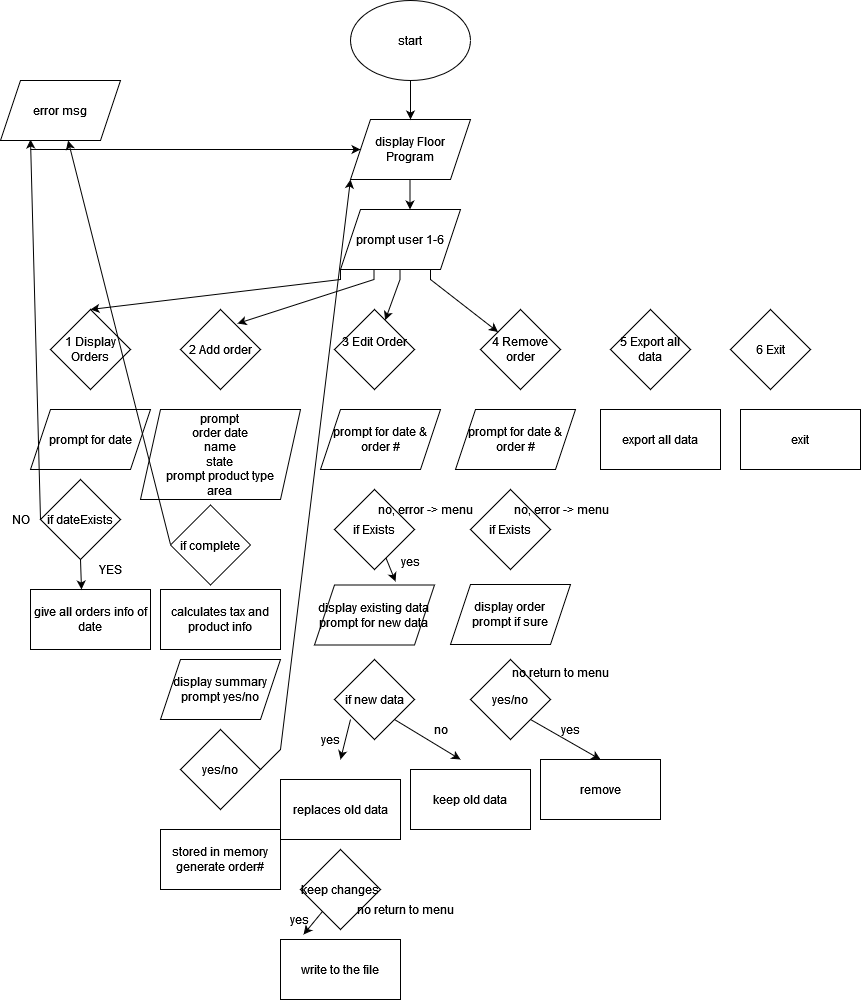 start
error msg
display Floor
Program
prompt user 1-6
1 Display
Orders
2 Add order
3 Edit Order
4 Remove
order
5 Export all
data
6 Exit
prompt for date
prompt
order date
name
state
prompt product type
area
prompt for date &
order #
prompt for date &
order #
export all data
exit
NO
if dateExists
YES
if complete
no, error -> menu
if Exists
yes
no, error -> menu
if Exists
give all orders info of
date
calculates tax and
product info
display existing data
prompt for new data
display order
prompt if sure
display summary
prompt yes/no
if new data
yes
no
no return to menu
yes/no
yes
yes/no
replaces old data
keep old data
remove
stored in memory
generate order#
keep changes
no return to menu
yes
write to the file